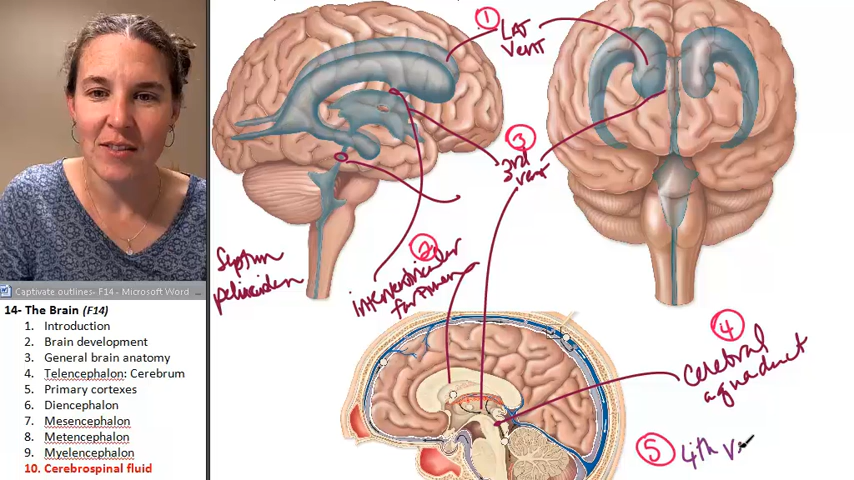 1 LAT
Vent
3
3rd
vent
2
interventricular
foramen
Septum
pellucidum
4
cerebral
aquaduct
5 4th Ve
Captivate outlines- F14 - Microsoft Word
14- The Brain (F14)
1. Introduction
2. Brain development
3. General brain anatomy
4. Telencephalon: Cerebrum
5. Primary cortexes
6. Diencephalon
7. Mesencephalon
8. Metencephalon
9. Myelencephalon
10. Cerebrospinal fluid